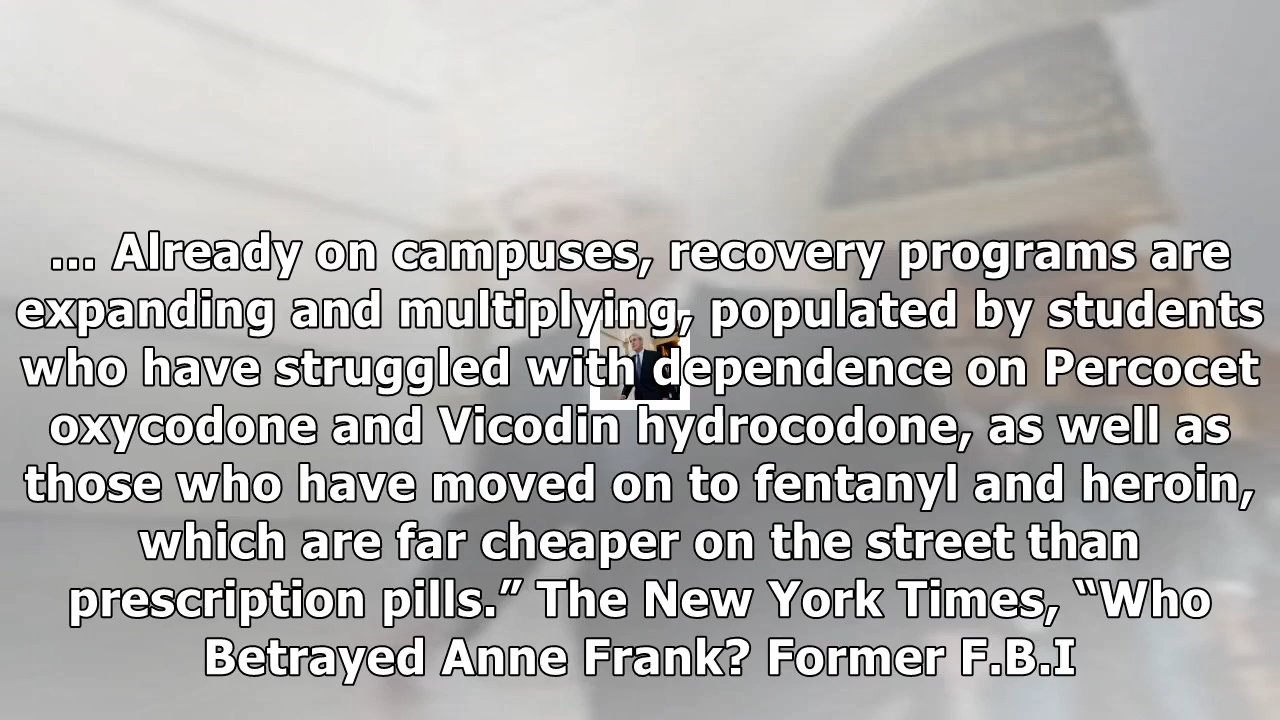 ... Already on campuses, recovery programs are
expanding and multiplying, populated by students
who have struggled with dependence on Percocet
oxycodone and Vicodin hydrocodone, as well as
those who have moved on to fentanyl and heroin,
which are far cheaper on the street than
prescription pills.” The New York Times, “Who
Betrayed Anne Frank? Former F.B.I